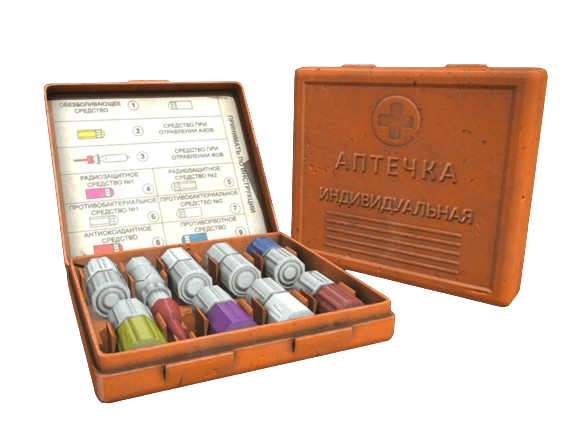 ОБЕЗБОЛИВАЮЩЕЕ
СРЕДСТВО
1
2
СРЕДСТВО ПРИ
ОТРАВЛЕНИИ АХОВ
3
СРЕДСТВО ПРИ
ОТРАВЛЕНИИ ФОВ
РАДИОЗАЩИТНОЕ
СРЕДСТВО №1
4
РАДИОЗАЩИТНОЕ
СРЕДСТВО №2
5
ПРОТИВОБАКТЕРИАЛЬНОЕ
СРЕДСТВО №1
6
ПРОТИВОБАКТЕРИАЛЬНОЕ
СРЕДСТВО №2
7
АНТИОКСИДАНТНОЕ
СРЕДСТВО
8
ПРОТИВОРВОТНОЕ
СРЕДСТВО
9
ПРИНИМАТЬ ПО ИНСТРУКЦИИ
АПТЕЧКА
ИНДИВИДУАЛЬНАЯ